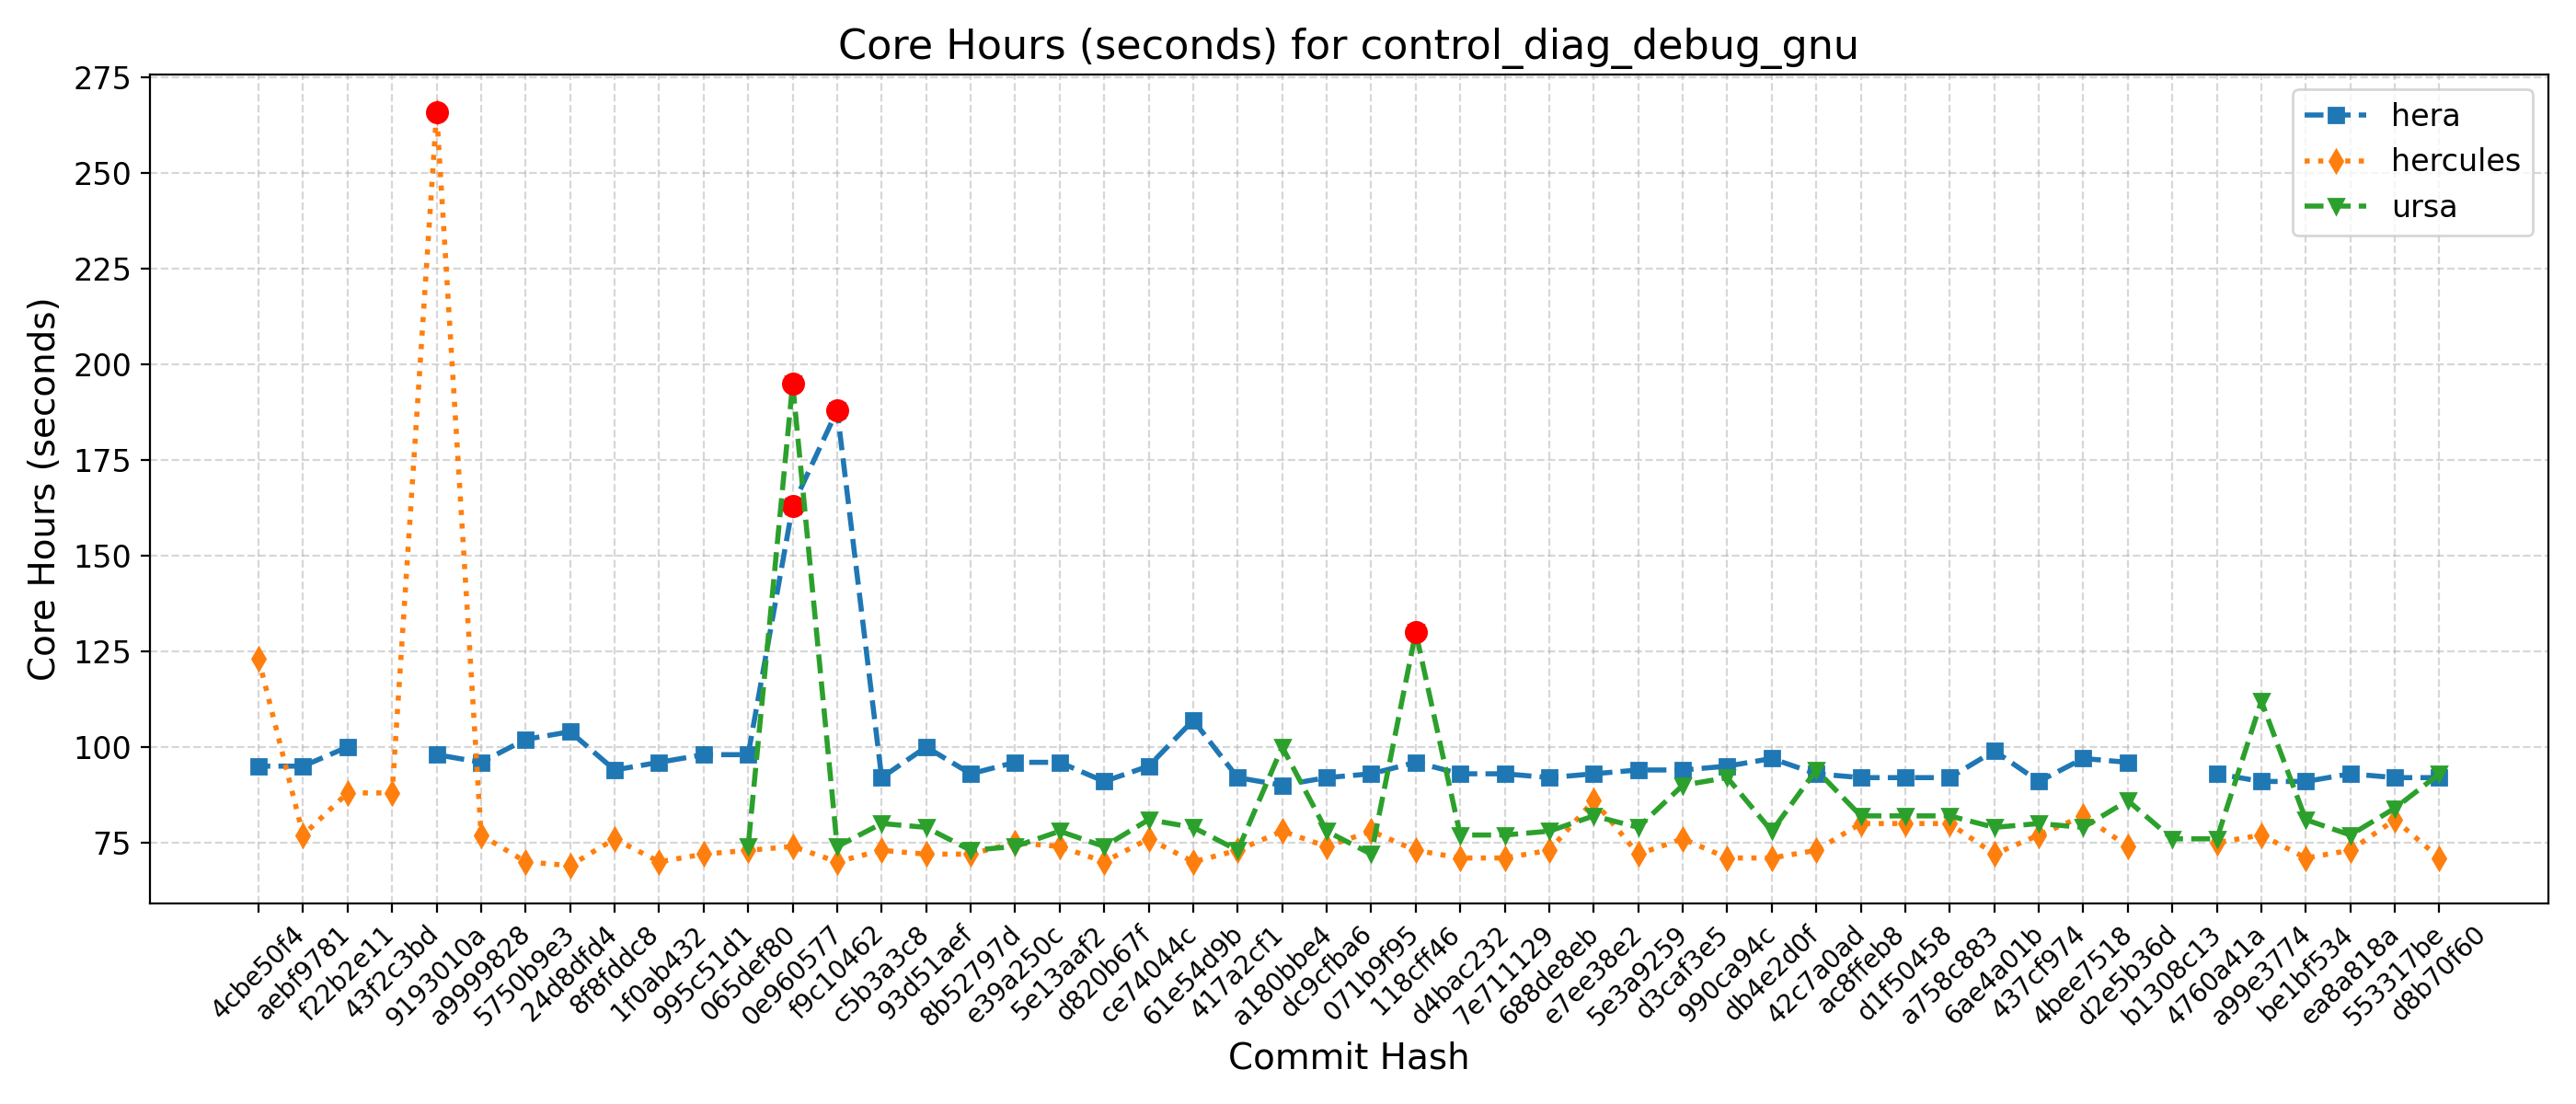 Core Hours (seconds) for control_diag_debug_gnu
Core Hours (seconds)
275
250
225
200
175
150
125
100
75
hera
hercules
ursa
4cbe50f4
aebf9781
f22b2e11
43f2c3bd
9193010a
a9999828
5750b9e3
24d8dfd4
8f8fddc8
1f0ab432
995c51d1
065def80
0e960577
f9c10462
c5b3a3c8
93d51aef
8b52797d
e39a250c
5e13aaf2
d820b67f
ce74044c
61e54d9b
417a2cf1
a180bbe4
dc9cfba6
071b9f95
118cff46
d4bac232
7e711129
688de8eb
e7ee38e2
5e3a9259
d3caf3e5
990ca94c
db4e2d0f
42c7a0ad
ac8ffeb8
d1f50458
a758c883
6ae4a01b
437cf974
4bee7518
d2e5b36d
b1308c13
4760a41a
a99e3774
be1bf534
ea8a818a
553317be
d8b70f60
Commit Hash